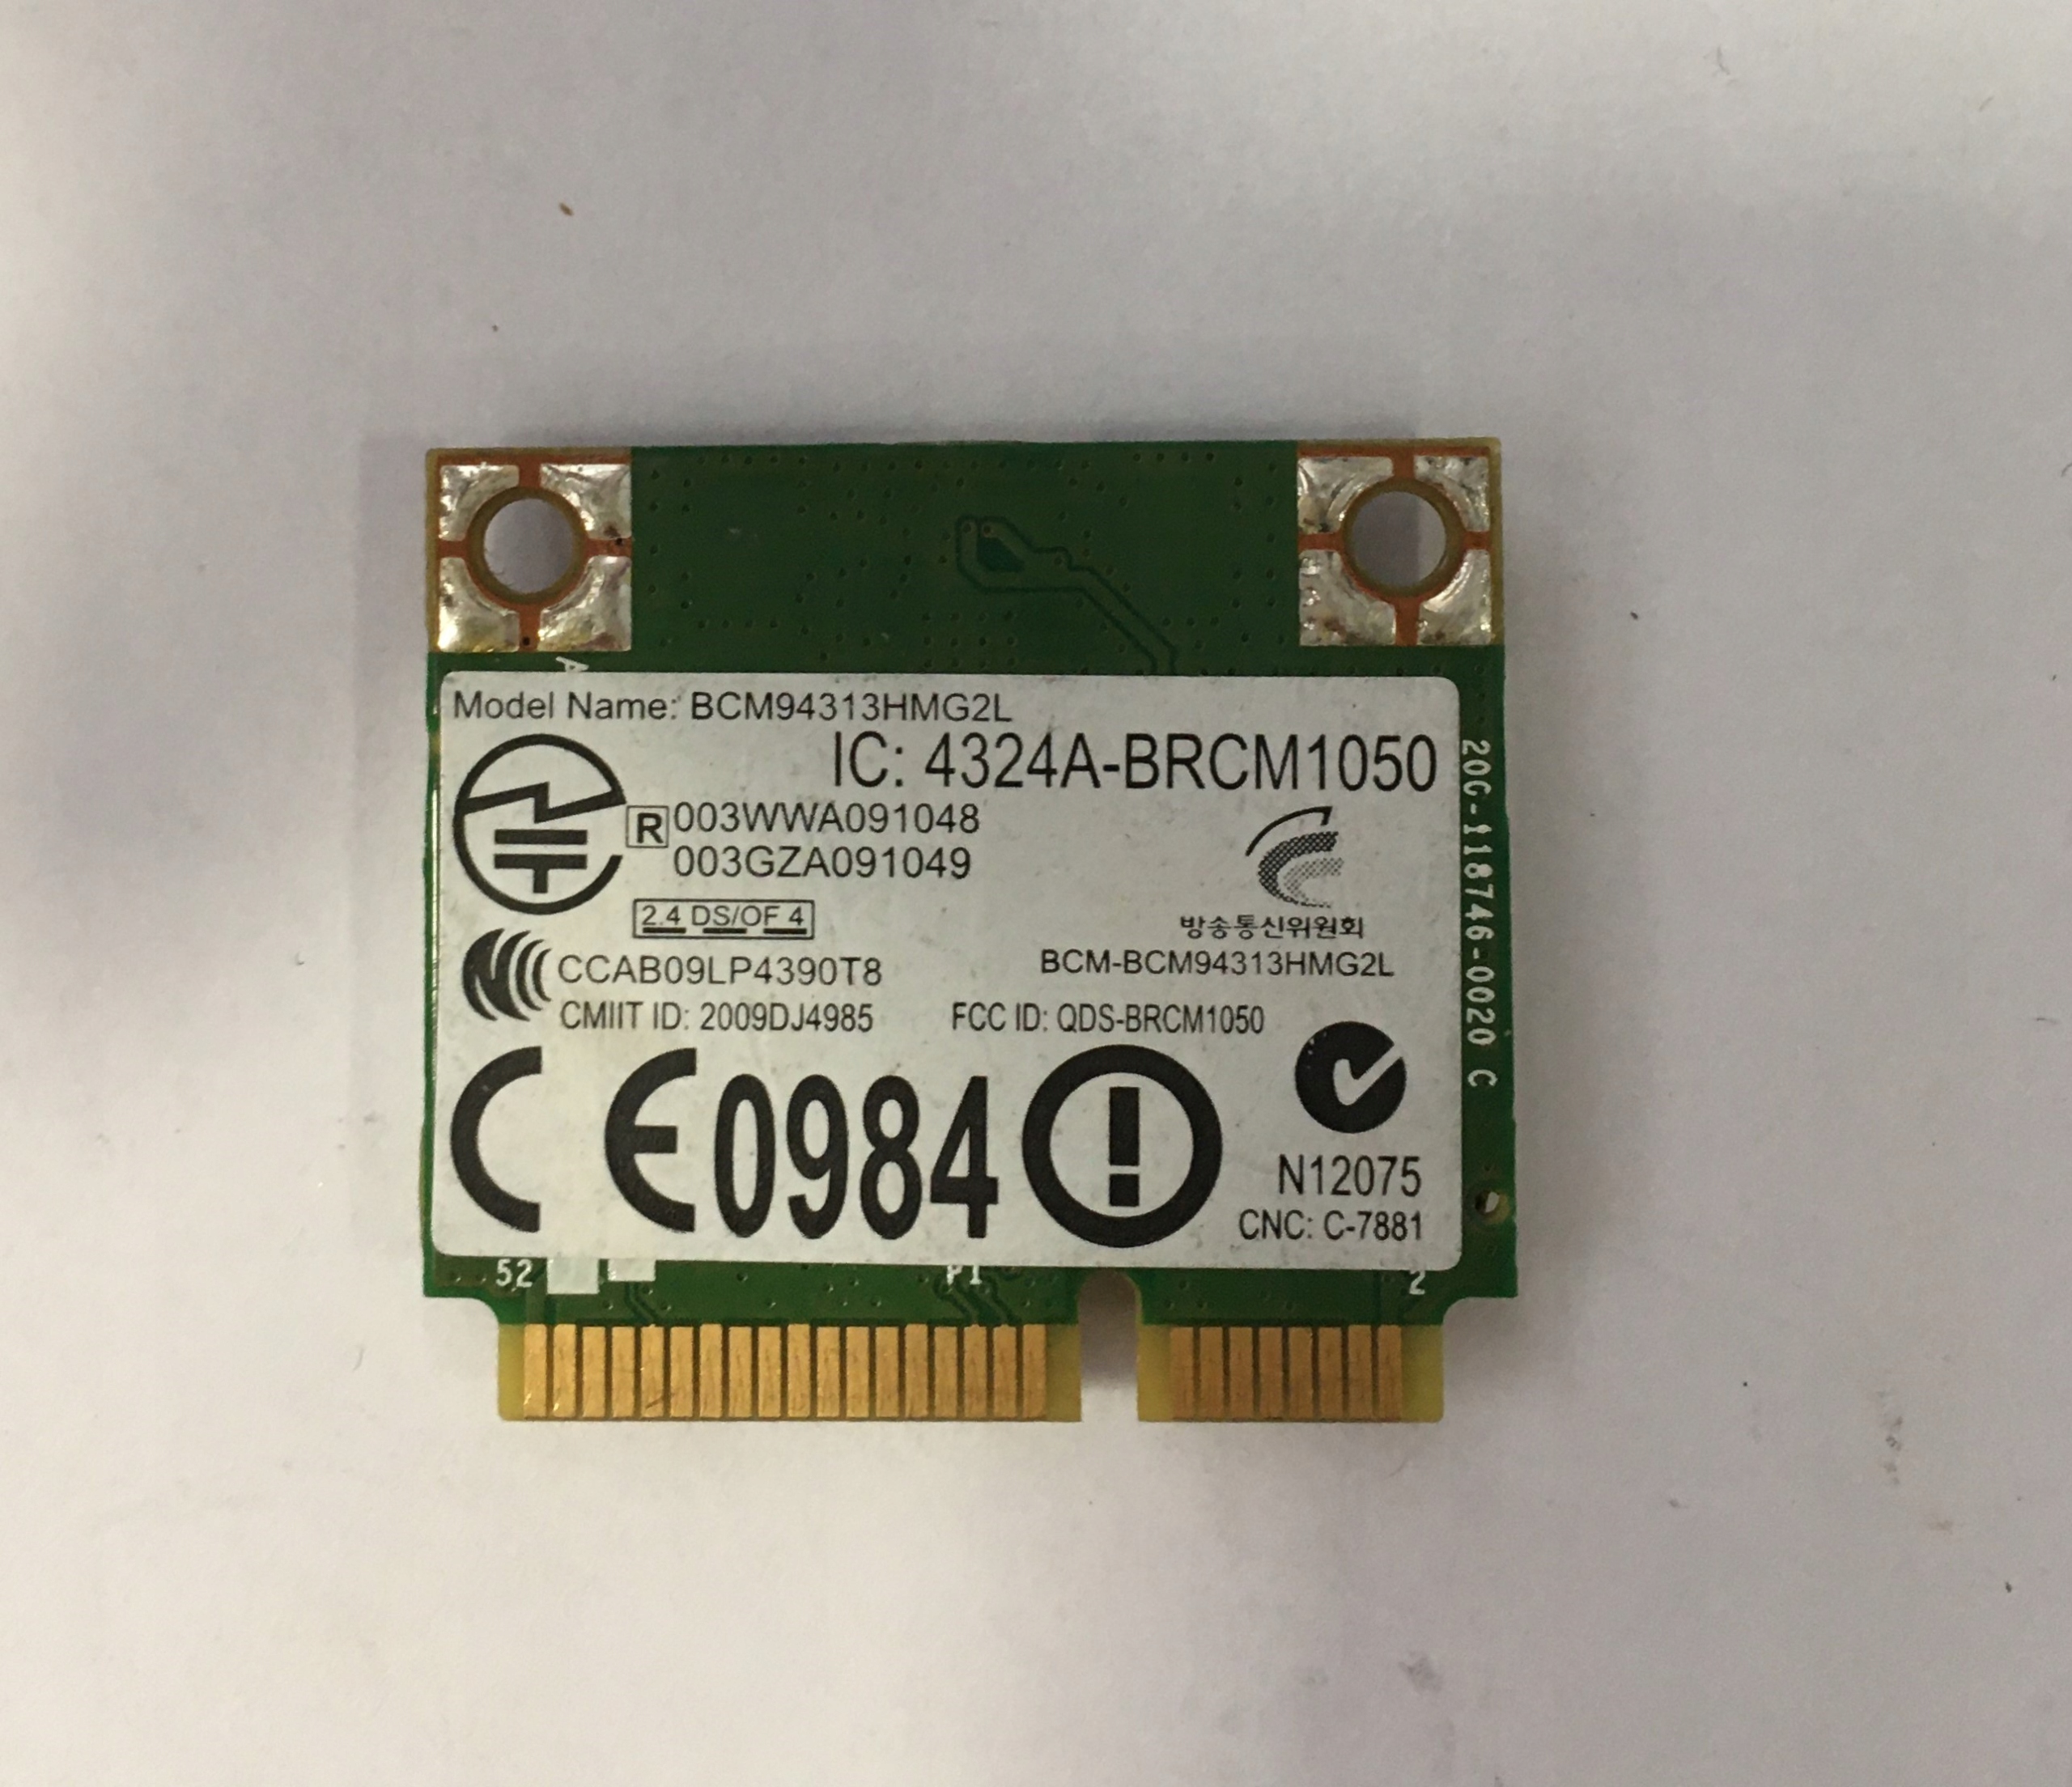 A
Model Name: BCM94313HMG2L
IC: 4324A-BRCM1050
R 003WWA091048
003GZA091049
2.4 DS/OF 4
방송통신위원회
CCAB09LP4390T8
BCM-BCM94313HMG2L
CMIIT ID: 2009DJ4985
FCC ID: QDS-BRCM1050
CE0984
N12075
CNC: C-7881
20C-118746-0020 C
52
P1
2